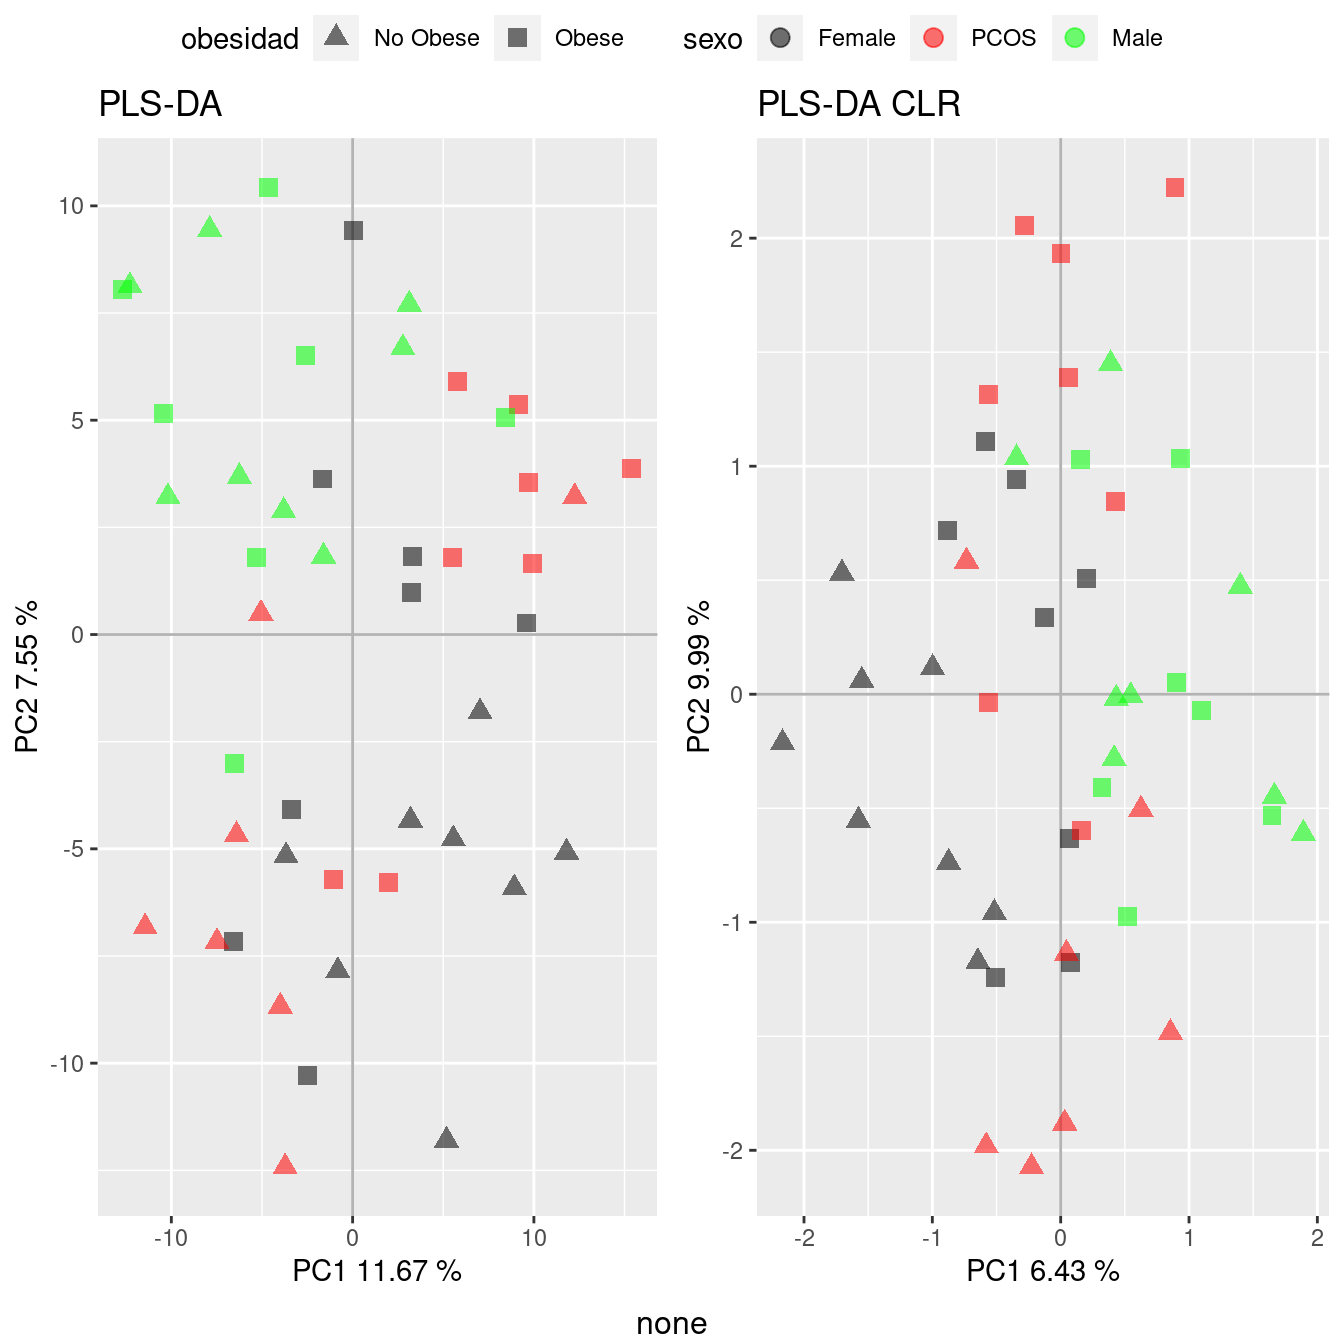 obesidad No Obese Obese sexo Female PCOS Male
PLS-DA
PC2 7.55 %
10
5
0
-5
-10
-10 0 10
PC1 11.67 %
PLS-DA CLR
PC2 9.99 %
2
1
0
-1
-2
-2 -1 0 1 2
PC1 6.43 %
none